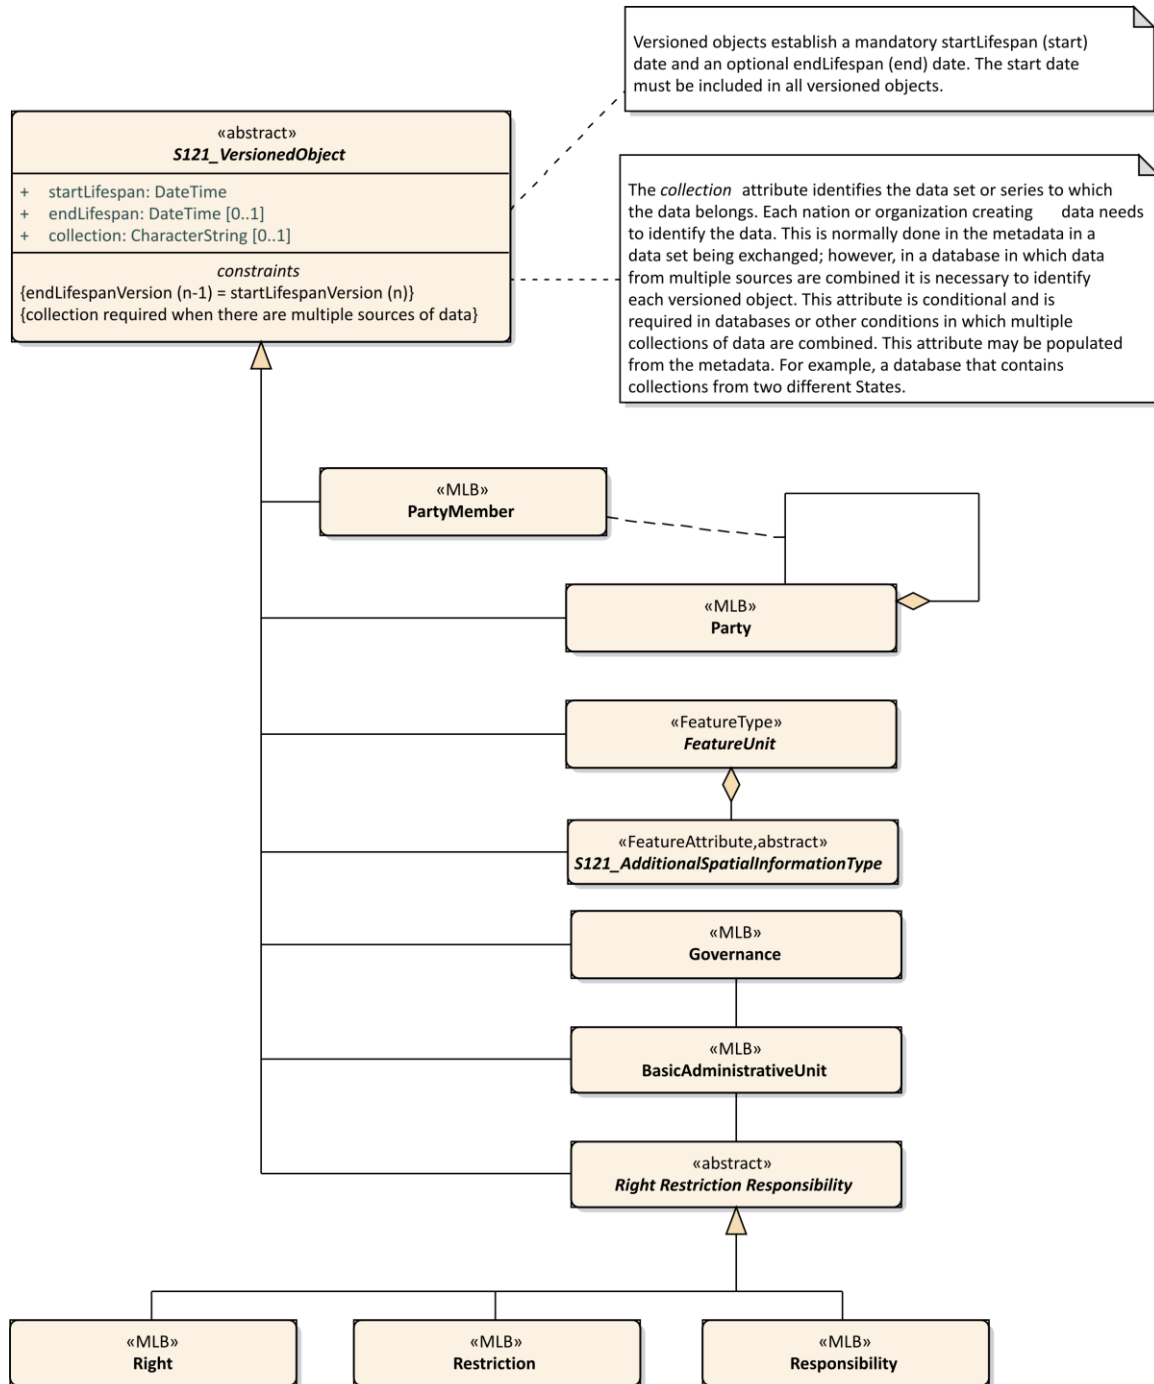 Versioned objects establish a mandatory startLifespan (start)
date and an optional endLifespan (end) date. The start date
must be included in all versioned objects.
«abstract»
S121_VersionedObject
+ startLifespan: DateTime
+ endLifespan: DateTime [0..1]
+ collection: CharacterString [0..1]
constraints
{endLifespanVersion (n-1) = startLifespanVersion (n)}
{collection required when there are multiple sources of data}
The collection attribute identifies the data set or series to which
the data belongs. Each nation or organization creating data needs
to identify the data. This is normally done in the metadata in a
data set being exchanged; however, in a database in which data
from multiple sources are combined it is necessary to identify
each versioned object. This attribute is conditional and is
required in databases or other conditions in which multiple
collections of data are combined. This attribute may be populated
from the metadata. For example, a database that contains
collections from two different States.
«MLB»
PartyMember
«MLB»
Party
«FeatureType»
FeatureUnit
«FeatureAttribute,abstract»
S121_AdditionalSpatialInformationType
«MLB»
Governance
«MLB»
BasicAdministrativeUnit
«abstract»
Right Restriction Responsibility
«MLB»
Right
«MLB»
Restriction
«MLB»
Responsibility